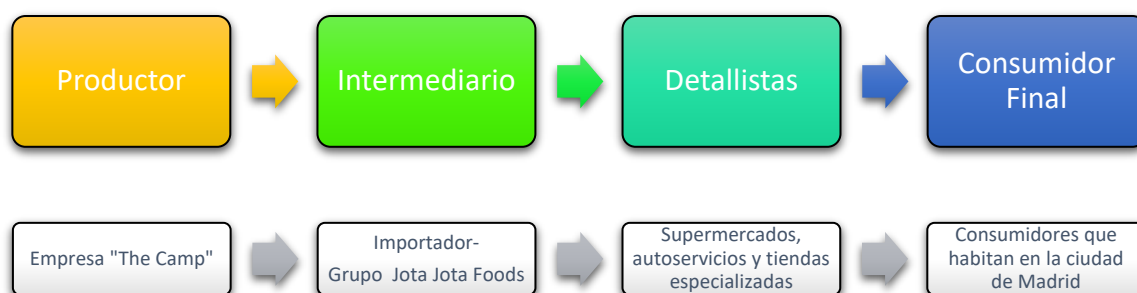 Productor
Intermediario
Detallistas
Consumidor
Final
Empresa "The Camp"
Importador-
Grupo Jota Jota Foods
Supermercados,
autoservicios y tiendas
especializadas
Consumidores que
habitan en la ciudad
de Madrid